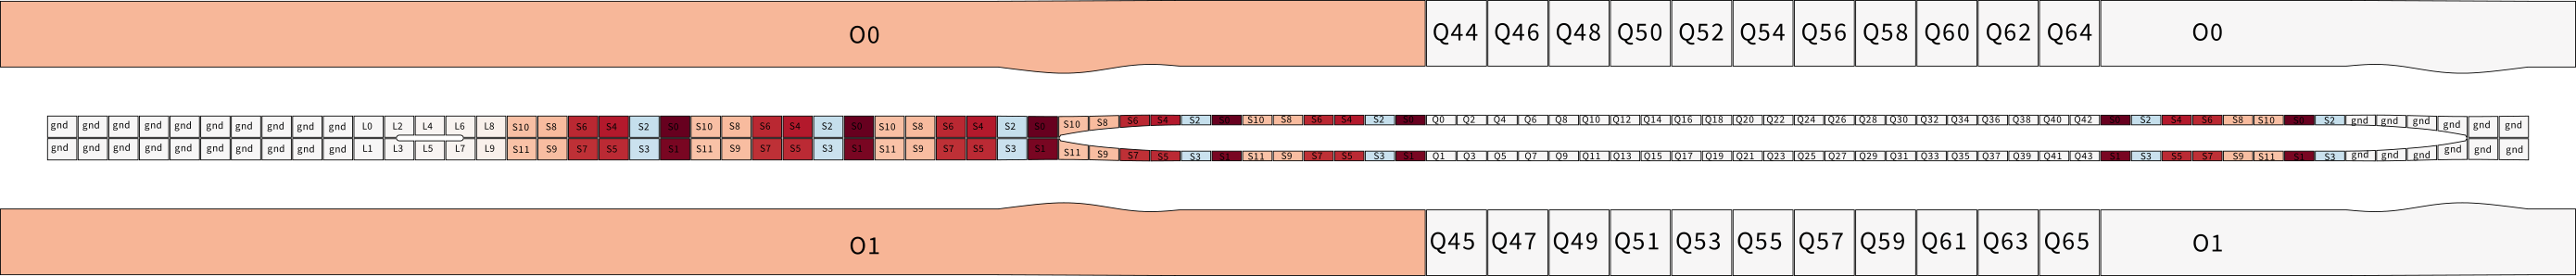 O0 Q44 Q46 Q48 Q50 Q52 Q54 Q56 Q58 Q60 Q62 Q64 O0
gnd gnd gnd gnd gnd gnd gnd gnd gnd gnd L0 L2 L4 L6 L8 S10 S8 S6 S4 S2 S0 S10 S8 S6 S4 S2 S0 S10 S8 S6 S4 S2 S0 S10 S8 S6 S4 S2 S0 S10 S8 S6 S4 S2 S0 Q0 Q2 Q4 Q6 Q8 Q10 Q12 Q14 Q16 Q18 Q20 Q22 Q24 Q26 Q28 Q30 Q32 Q34 Q36 Q38 Q40 Q42 S0 S2 S4 S6 S8 S10 S0 S2 gnd gnd gnd gnd gnd gnd
gnd gnd gnd gnd gnd gnd gnd gnd gnd gnd L1 L3 L5 L7 L9 S11 S9 S7 S5 S3 S1 S11 S9 S7 S5 S3 S1 S11 S9 S7 S5 S3 S1 S11 S9 S7 S5 S3 S1 S11 S9 S7 S5 S3 S1 Q1 Q3 Q5 Q7 Q9 Q11 Q13 Q15 Q17 Q19 Q21 Q23 Q25 Q27 Q29 Q31 Q33 Q35 Q37 Q39 Q41 Q43 S1 S3 S5 S7 S9 S11 S1 S3 gnd gnd gnd gnd gnd gnd
O1 Q45 Q47 Q49 Q51 Q53 Q55 Q57 Q59 Q61 Q63 Q65 O1